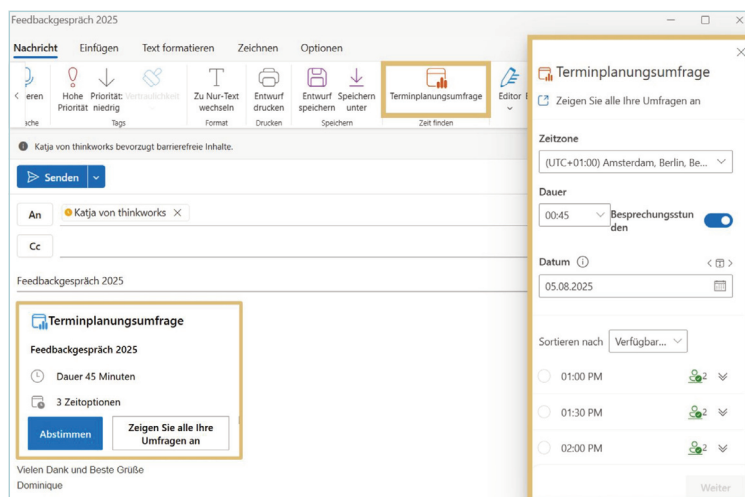 Feedbackgespräch 2025
Nachricht Einfügen Text formatieren Zeichnen Optionen
eren Hohe Priorität Priorität: niedrig Vertraulichkeit Zu Nur-Text wechseln Entwurf drucken Entwurf speichern Speichern unter Terminplanungsumfrage Editor
Tags Format Drucken Speichern Zeit finden
Katja von thinkworks bevorzugt barrierefreie Inhalte.
Senden
An Katja von thinkworks
Cc
Feedbackgespräch 2025
Terminplanungsumfrage
Feedbackgespräch 2025
Dauer 45 Minuten
3 Zeitoptionen
Abstimmen Zeigen Sie alle Ihre
Umfragen an
Vielen Dank und Beste Grüße
Dominique
Terminplanungsumfrage
Zeigen Sie alle Ihre Umfragen an
Zeitzone
(UTC+01:00) Amsterdam, Berlin, Be...
Dauer
00:45 Besprechungsstun
den
Datum
05.08.2025
Sortieren nach Verfügbar...
01:00 PM 2
01:30 PM 2
02:00 PM 2
Weiter